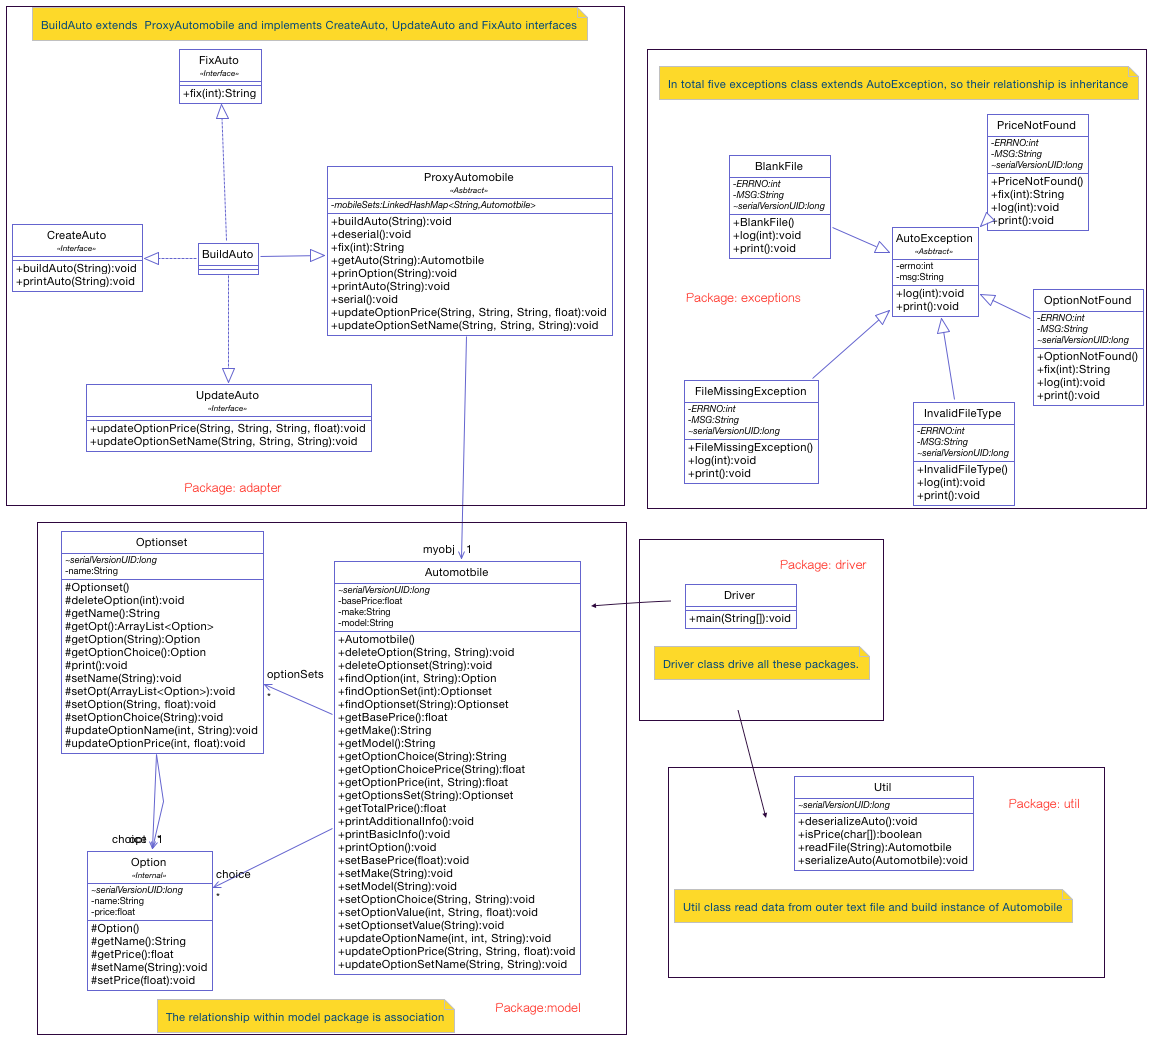 BuildAuto extends  ProxyAutomobile and implements CreateAuto, UpdateAuto and FixAuto interfaces
FixAuto
«Interface»
+fix(int):String
CreateAuto
«Interface»
+buildAuto(String):void
+printAuto(String):void
BuildAuto
ProxyAutomobile
«Asbtract»
-mobileSets:LinkedHashMap<String,Automotbile>
+buildAuto(String):void
+deserial():void
+fix(int):String
+getAuto(String):Automotbile
+prinOption(String):void
+printAuto(String):void
+serial():void
+updateOptionPrice(String, String, String, float):void
+updateOptionSetName(String, String, String):void
UpdateAuto
«Interface»
+updateOptionPrice(String, String, String, float):void
+updateOptionSetName(String, String, String):void
Package: adapter
In total five exceptions class extends AutoException, so their relationship is inheritance
PriceNotFound
-ERRNO:int
-MSG:String
~serialVersionUID:long
+PriceNotFound()
+fix(int):String
+log(int):void
+print():void
BlankFile
-ERRNO:int
-MSG:String
~serialVersionUID:long
+BlankFile()
+log(int):void
+print():void
AutoException
«Asbtract»
-errno:int
-msg:String
+log(int):void
+print():void
Package: exceptions
OptionNotFound
-ERRNO:int
-MSG:String
~serialVersionUID:long
+OptionNotFound()
+fix(int):String
+log(int):void
+print():void
FileMissingException
-ERRNO:int
-MSG:String
~serialVersionUID:long
+FileMissingException()
+log(int):void
+print():void
InvalidFileType
-ERRNO:int
-MSG:String
~serialVersionUID:long
+InvalidFileType()
+log(int):void
+print():void
Optionset
~serialVersionUID:long
-name:String
#Optionset()
#deleteOption(int):void
#getName():String
#getOpt():ArrayList<Option>
#getOption(String):Option
#getOptionChoice():Option
#print():void
#setName(String):void
#setOpt(ArrayList<Option>):void
#setOption(String, float):void
#setOptionChoice(String):void
#updateOptionName(int, String):void
#updateOptionPrice(int, float):void
myobj 1
Automotbile
~serialVersionUID:long
-basePrice:float
-make:String
-model:String
+Automotbile()
+deleteOption(String, String):void
+deleteOptionset(String):void
+findOption(int, String):Option
+findOptionSet(int):Optionset
+findOptionset(String):Optionset
+getBasePrice():float
+getMake():String
+getModel():String
+getOptionChoice(String):String
+getOptionChoicePrice(String):float
+getOptionPrice(int, String):float
+getOptionsSet(String):Optionset
+getTotalPrice():float
+printAdditionalInfo():void
+printBasicInfo():void
+printOption():void
+setBasePrice(float):void
+setMake(String):void
+setModel(String):void
+setOptionChoice(String, String):void
+setOptionValue(int, String, float):void
+setOptionsetValue(String):void
+updateOptionName(int, int, String):void
+updateOptionPrice(String, String, float):void
+updateOptionSetName(String, String):void
optionSets
*
choice 1
Option
«Internal»
~serialVersionUID:long
-name:String
-price:float
#Option()
#getName():String
#getPrice():float
#setName(String):void
#setPrice(float):void
choice
*
Package:model
The relationship within model package is association
Package: driver
Driver
+main(String[]):void
Driver class drive all these packages.
Util
~serialVersionUID:long
+deserializeAuto():void
+isPrice(char[]):boolean
+readFile(String):Automotbile
+serializeAuto(Automotbile):void
Package: util
Util class read data from outer text file and build instance of Automobile